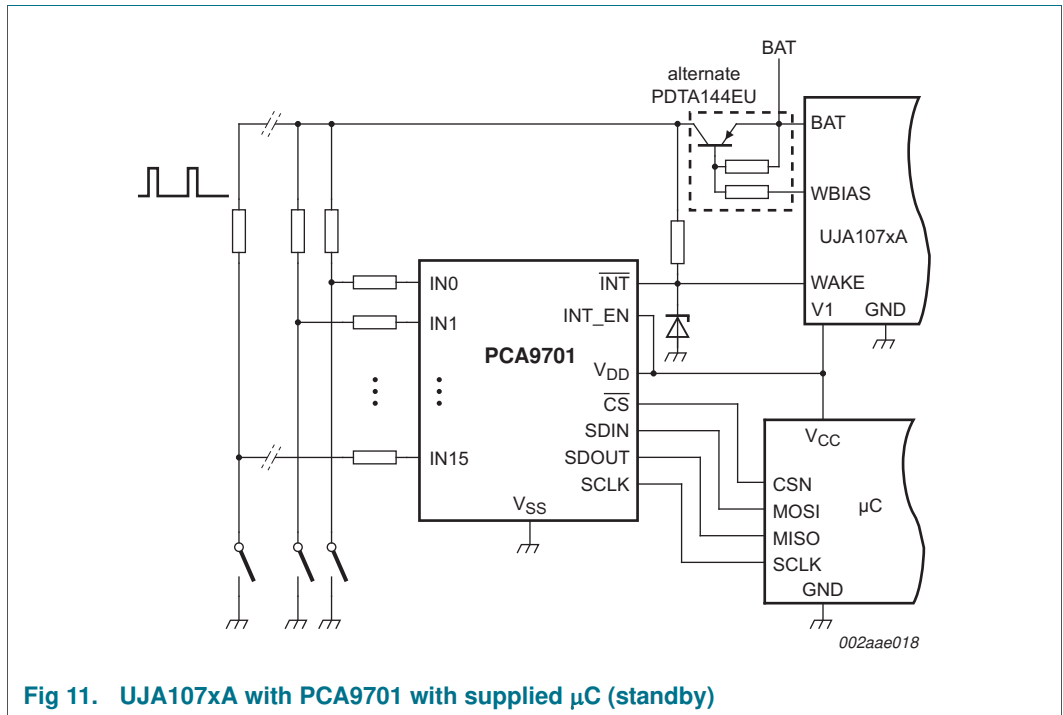 BAT
alternate
PDTA144EU
BAT
WBIAS
UJA107xA
WAKE
V1
GND
IN0
IN1
IN15
PCA9701
INT
INT_EN
VDD
CS
SDIN
SDOUT
SCLK
VSS
VCC
CSN
MOSI
MISO
SCLK
μC
GND
002aae018
Fig 11. UJA107xA with PCA9701 with supplied μC (standby)